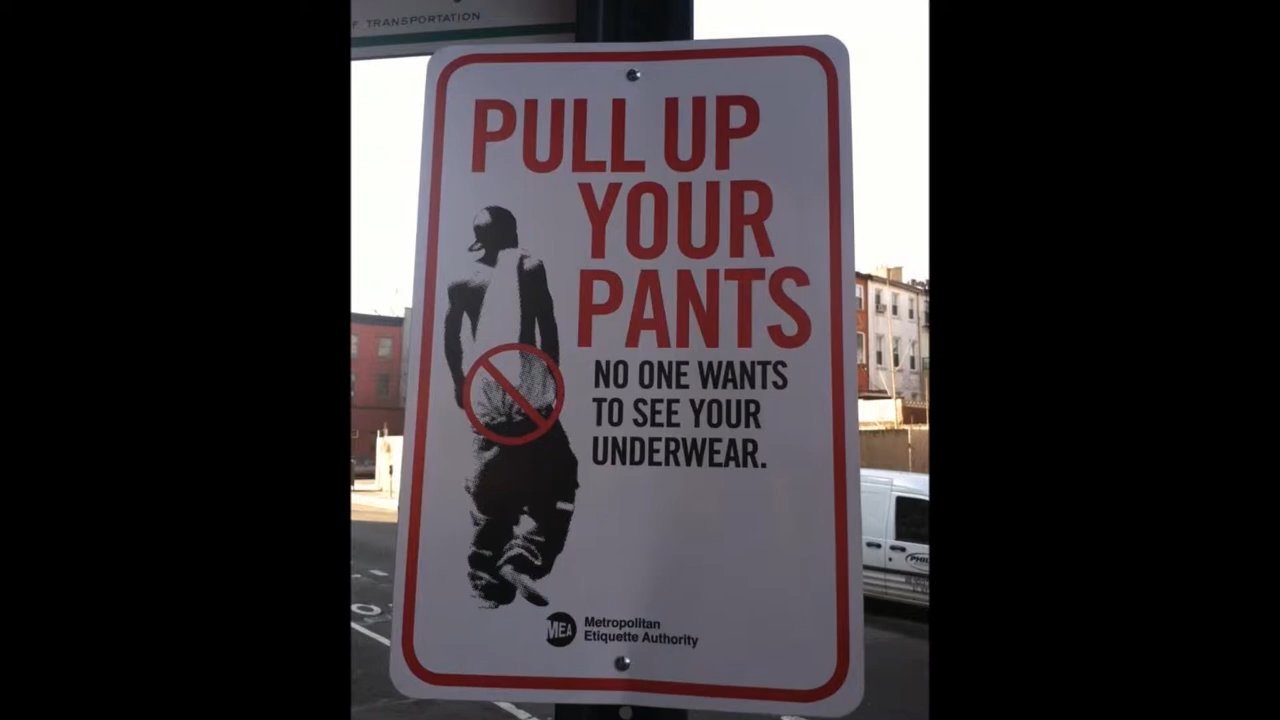 F TRANSPORTATION
PULL UP
YOUR
PANTS
NO ONE WANTS
TO SEE YOUR
UNDERWEAR.
MEA Metropolitan
Etiquette Authority